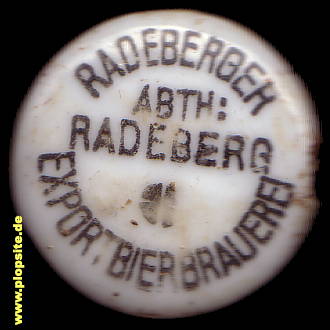 RADEBERGER
ABTH:
RADEBERG
EXPORTBIERBRAUEREI
© www.plopsite.de